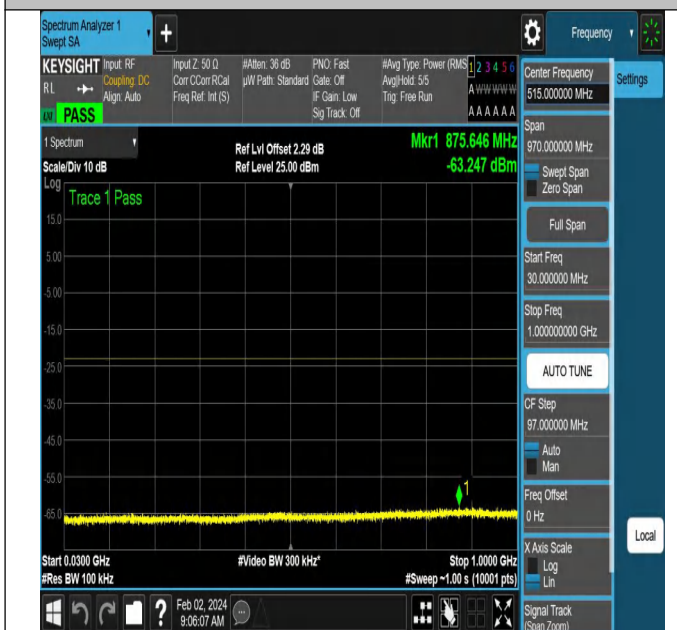 Spectrum Analyzer 1
Swept SA
Frequency
KEYSIGHT
RL
PASS
Input: RF
Coupling: DC
Align: Auto
Input Z: 50 Ω
Corr CCorr RCal
Freq Ref: Int (S)
#Atten: 36 dB
µW Path: Standard
PNO: Fast
Gate: Off
IF Gain: Low
Sig Track: Off
#Avg Type: Power (RMS
Avg|Hold: 5/5
Trig: Free Run
1 2 3 4 5 6
A W W W W W
A A A A A A
1 Spectrum
Scale/Div 10 dB
Log
Ref Lvl Offset 2.29 dB
Ref Level 25.00 dBm
Mkr1 875.646 MHz
-63.247 dBm
Trace 1 Pass
15.0
5.00
-5.00
-15.0
-25.0
-35.0
-45.0
-55.0
-65.0
1
Start 0.0300 GHz
#Res BW 100 kHz
#Video BW 300 kHz*
Stop 1.0000 GHz
#Sweep ~1.00 s (10001 pts)
Feb 02, 2024
9:06:07 AM
Center Frequency
515.000000 MHz
Settings
Span
970.000000 MHz
Swept Span
Zero Span
Full Span
Start Freq
30.000000 MHz
Stop Freq
1.000000000 GHz
AUTO TUNE
CF Step
97.000000 MHz
Auto
Man
Freq Offset
0 Hz
X Axis Scale
Log
Lin
Local
Signal Track
(Span Zoom)